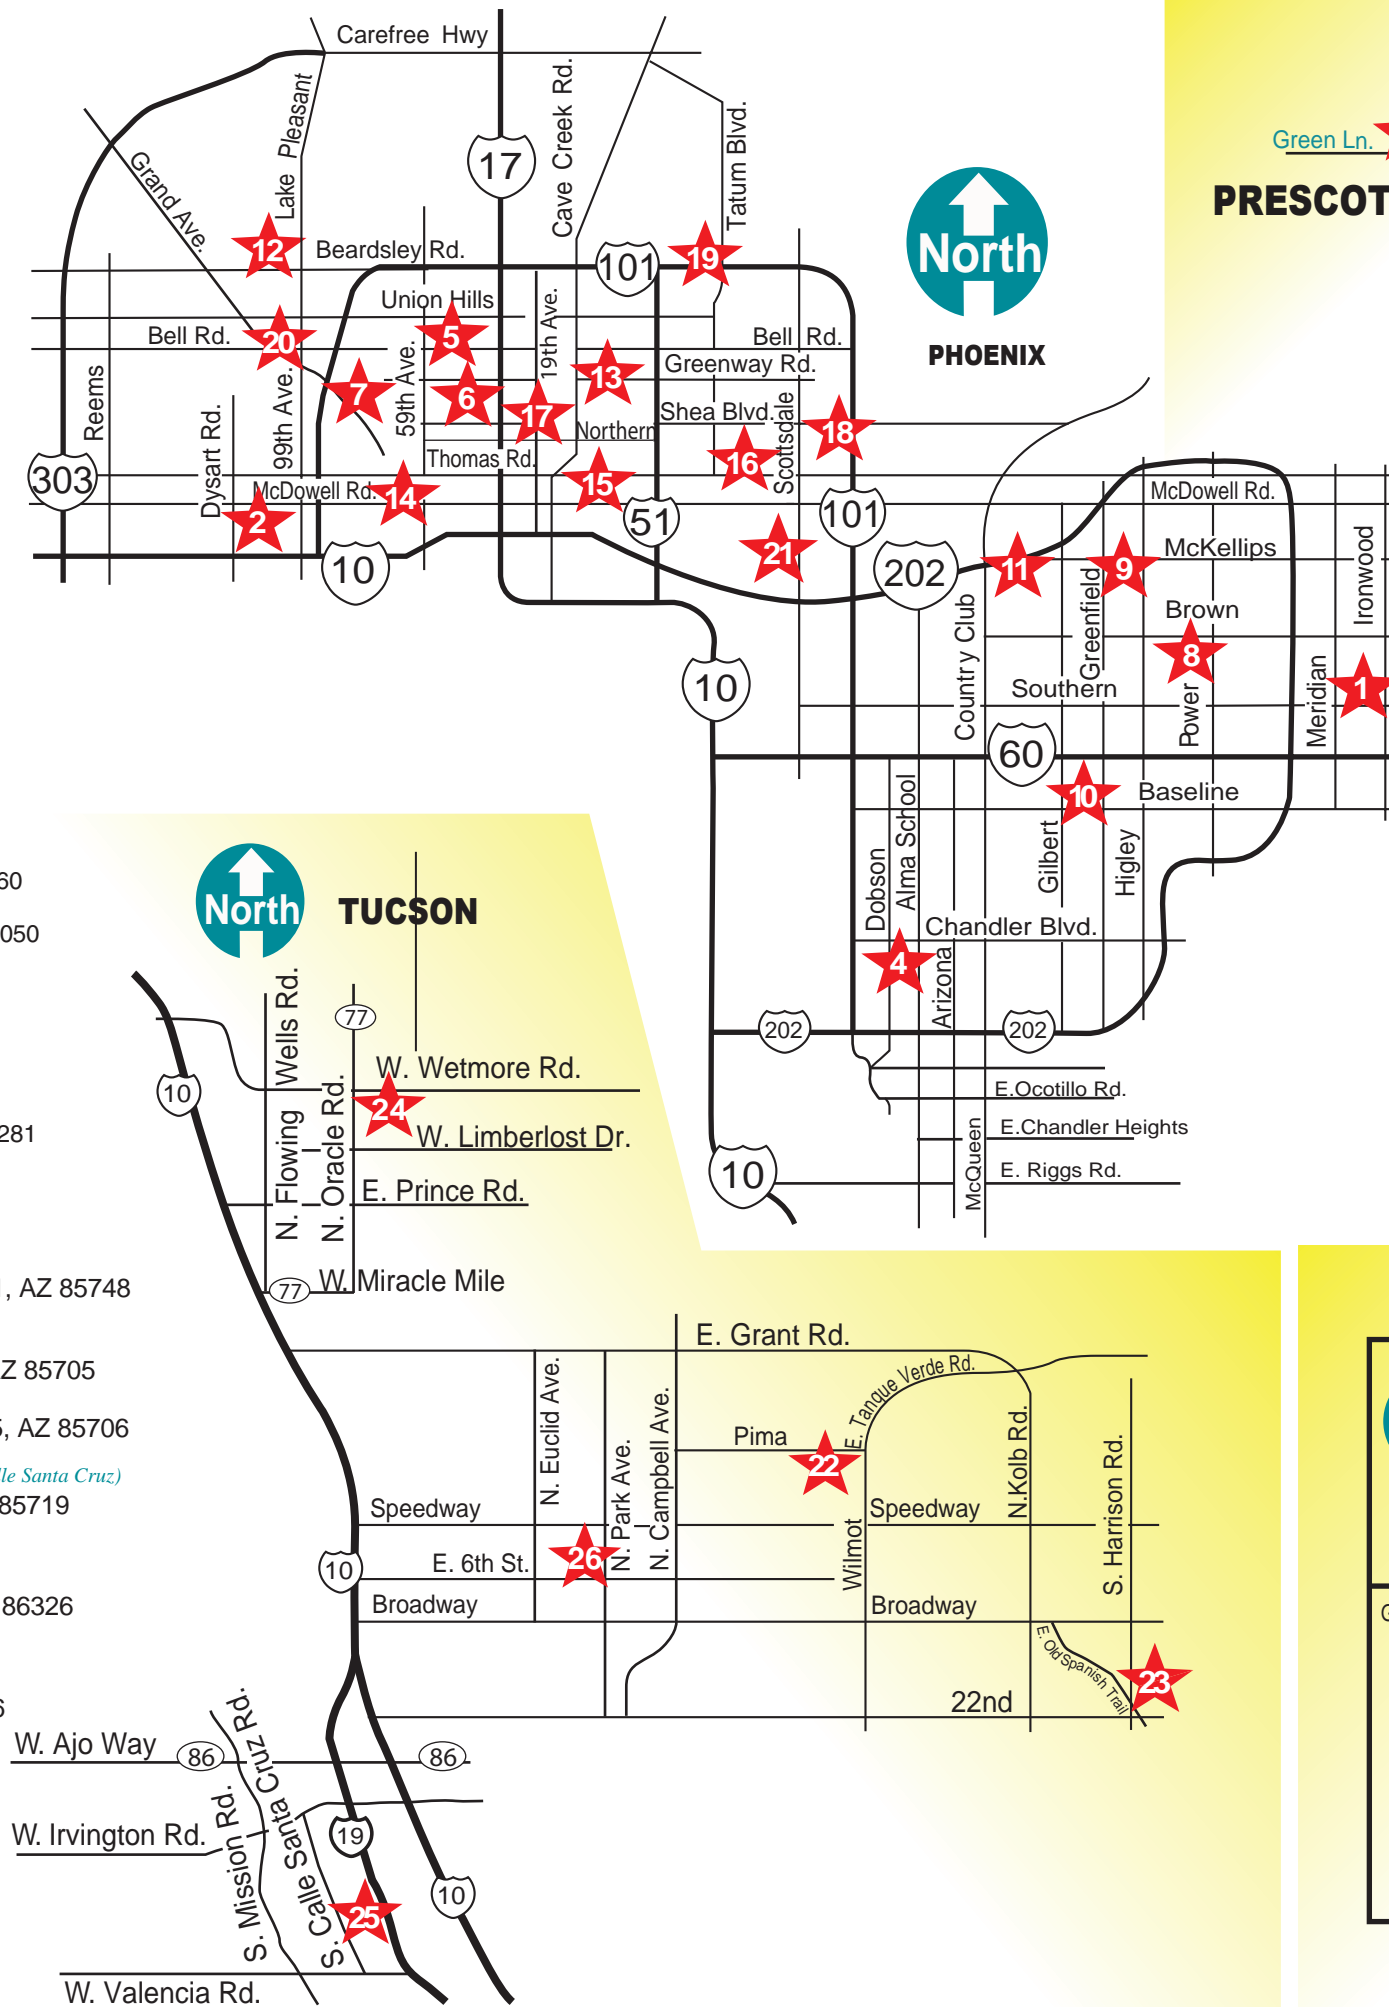 Carefree Hwy
Lake Pleasant
Grand Ave.
17
Cave Creek Rd.
Tatum Blvd.
Green Ln.
PRESCOT
North
PHOENIX
12
Beardsley Rd.
101
19
Union Hills
19th Ave.
Bell Rd.
20
5
Bell Rd.
Greenway Rd.
Reems
99th Ave.
7
59th Ave.
6
17
13
Shea Blvd.
Scottsdale
18
Dysart Rd.
Northern
Thomas Rd.
16
303
McDowell Rd.
14
15
McDowell Rd.
2
51
101
21
10
202
11
9
McKellips
Ironwood
Country Club
Greenfield
Brown
8
10
Southern
Power
Meridian
1
60
10
Baseline
Dobson
Alma School
Gilbert
Higley
Chandler Blvd.
4
Arizona
202
202
E.Ocotillo Rd.
McQueen
E.Chandler Heights
10
E. Riggs Rd.
60
050
281
, AZ 85748
Z 85705
, AZ 85706
lle Santa Cruz)
85719
86326
6
North
TUCSON
N. Flowing Wells Rd.
77
10
N. Oracle Rd.
W. Wetmore Rd.
24
W. Limberlost Dr.
E. Prince Rd.
77
W. Miracle Mile
E. Grant Rd.
N. Euclid Ave.
N. Park Ave.
N. Campbell Ave.
Pima
22
E. Tanque Verde Rd.
N.Kolb Rd.
S. Harrison Rd.
Speedway
Speedway
Wilmot
10
E. 6th St.
26
Broadway
Broadway
E. Old Spanish Trail
23
22nd
W. Ajo Way
86
86
S. Mission Rd.
S. Calle Santa Cruz Rd.
W. Irvington Rd.
19
10
25
W. Valencia Rd.